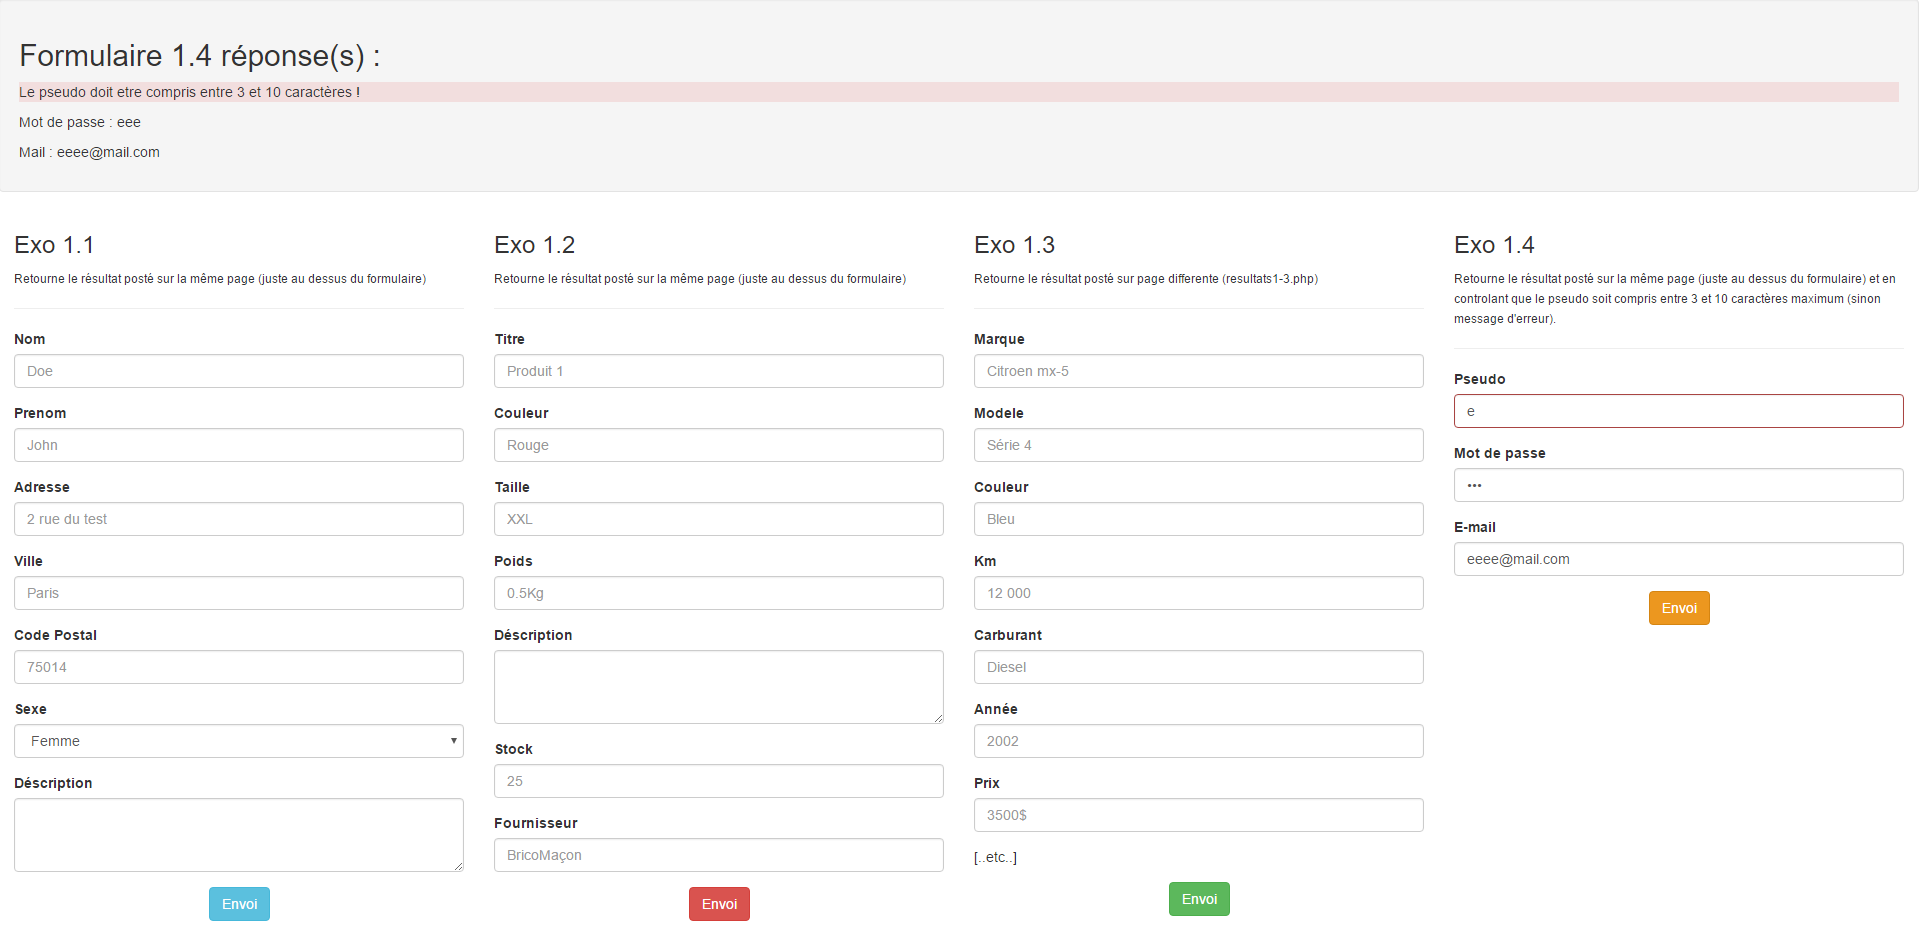 Formulaire 1.4 réponse(s) :
Le pseudo doit etre compris entre 3 et 10 caractères !
Mot de passe : eee
Mail : eeee@mail.com
Exo 1.1
Retourne le résultat posté sur la même page (juste au dessus du formulaire)
Nom
Doe
Prenom
John
Adresse
2 rue du test
Ville
Paris
Code Postal
75014
Sexe
Femme
Déscription
Envoi
Exo 1.2
Retourne le résultat posté sur la même page (juste au dessus du formulaire)
Titre
Produit 1
Couleur
Rouge
Taille
XXL
Poids
0.5Kg
Déscription
Stock
25
Fournisseur
BricoMaçon
Envoi
Exo 1.3
Retourne le résultat posté sur page differente (resultats1-3.php)
Marque
Citroen mx-5
Modele
Série 4
Couleur
Bleu
Km
12 000
Carburant
Diesel
Année
2002
Prix
3500$
[..etc..]
Envoi
Exo 1.4
Retourne le résultat posté sur la même page (juste au dessus du formulaire) et en
controlant que le pseudo soit compris entre 3 et 10 caractères maximum (sinon
message d'erreur).
Pseudo
e
Mot de passe
•••
E-mail
eeee@mail.com
Envoi